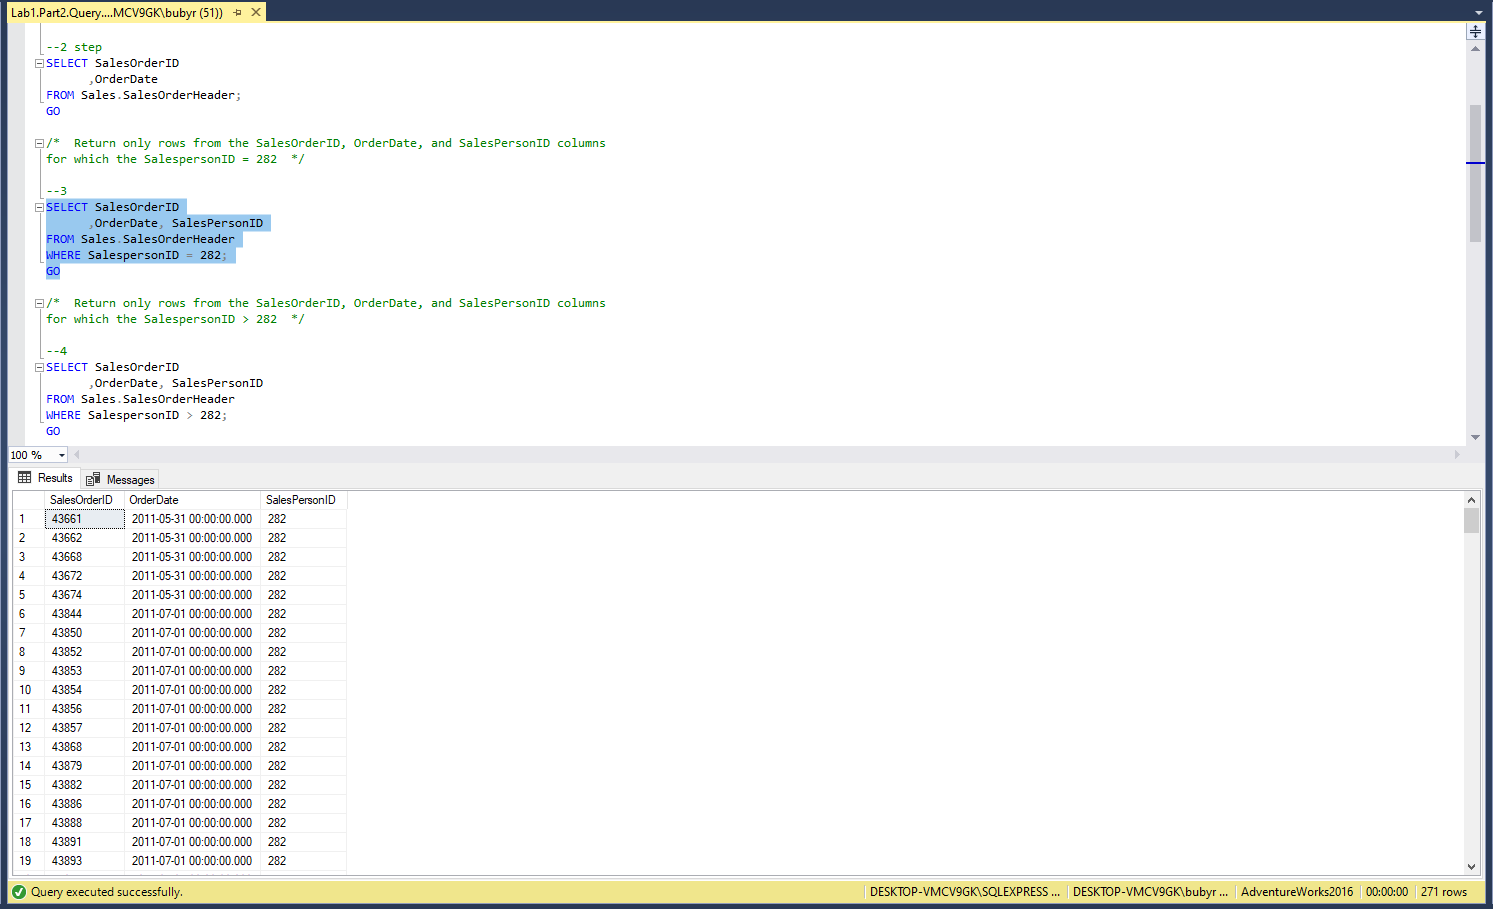 Lab1.Part2.Query....MCV9GK\bubyr (51))
--2 step
SELECT SalesOrderID
,OrderDate
FROM Sales.SalesOrderHeader;
GO
/*  Return only rows from the SalesOrderID, OrderDate, and SalesPersonID columns
for which the SalespersonID = 282  */
--3
SELECT SalesOrderID
,OrderDate, SalesPersonID
FROM Sales.SalesOrderHeader
WHERE SalespersonID = 282;
GO
/*  Return only rows from the SalesOrderID, OrderDate, and SalesPersonID columns
for which the SalespersonID > 282  */
--4
SELECT SalesOrderID
,OrderDate, SalesPersonID
FROM Sales.SalesOrderHeader
WHERE SalespersonID > 282;
GO
100 %
Results Messages
SalesOrderID OrderDate SalesPersonID
1 43661 2011-05-31 00:00:00.000 282
2 43662 2011-05-31 00:00:00.000 282
3 43668 2011-05-31 00:00:00.000 282
4 43672 2011-05-31 00:00:00.000 282
5 43674 2011-05-31 00:00:00.000 282
6 43844 2011-07-01 00:00:00.000 282
7 43850 2011-07-01 00:00:00.000 282
8 43852 2011-07-01 00:00:00.000 282
9 43853 2011-07-01 00:00:00.000 282
10 43854 2011-07-01 00:00:00.000 282
11 43856 2011-07-01 00:00:00.000 282
12 43857 2011-07-01 00:00:00.000 282
13 43868 2011-07-01 00:00:00.000 282
14 43879 2011-07-01 00:00:00.000 282
15 43882 2011-07-01 00:00:00.000 282
16 43886 2011-07-01 00:00:00.000 282
17 43888 2011-07-01 00:00:00.000 282
18 43891 2011-07-01 00:00:00.000 282
19 43893 2011-07-01 00:00:00.000 282
Query executed successfully. DESKTOP-VMCV9GK\SQLEXPRESS ... DESKTOP-VMCV9GK\bubyr ... AdventureWorks2016 00:00:00 271 rows